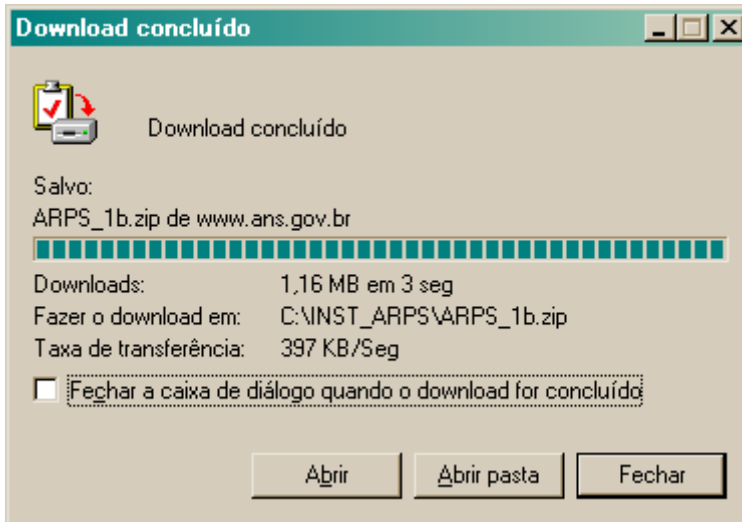 Download concluído
Download concluído
Salvo:
ARPS_1b.zip de www.ans.gov.br
Downloads: 1,16 MB em 3 seg
Fazer o download em: C:\INST_ARPS\ARPS_1b.zip
Taxa de transferência: 397 KB/Seg
Fechar a caixa de diálogo quando o download for concluído
Abrir Abrir pasta Fechar